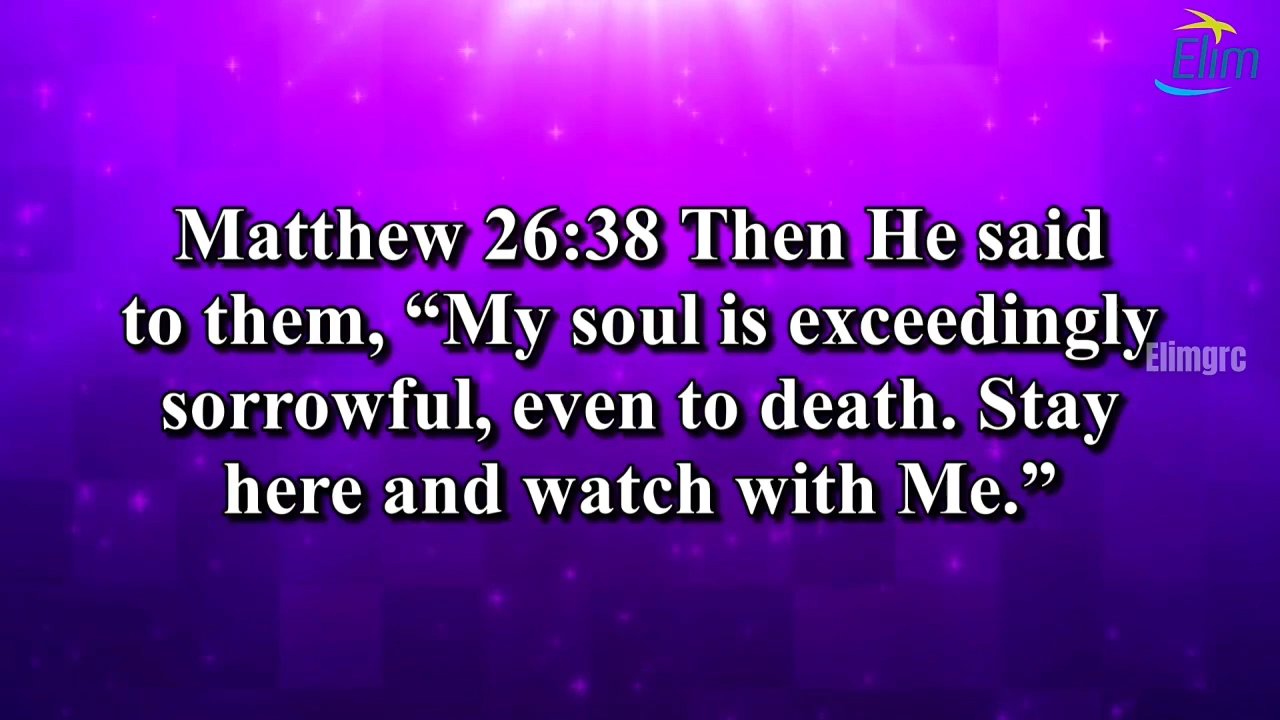 Elim
Matthew 26:38 Then He said
to them, “My soul is exceedingly
Elimgrc
sorrowful, even to death. Stay
here and watch with Me.”